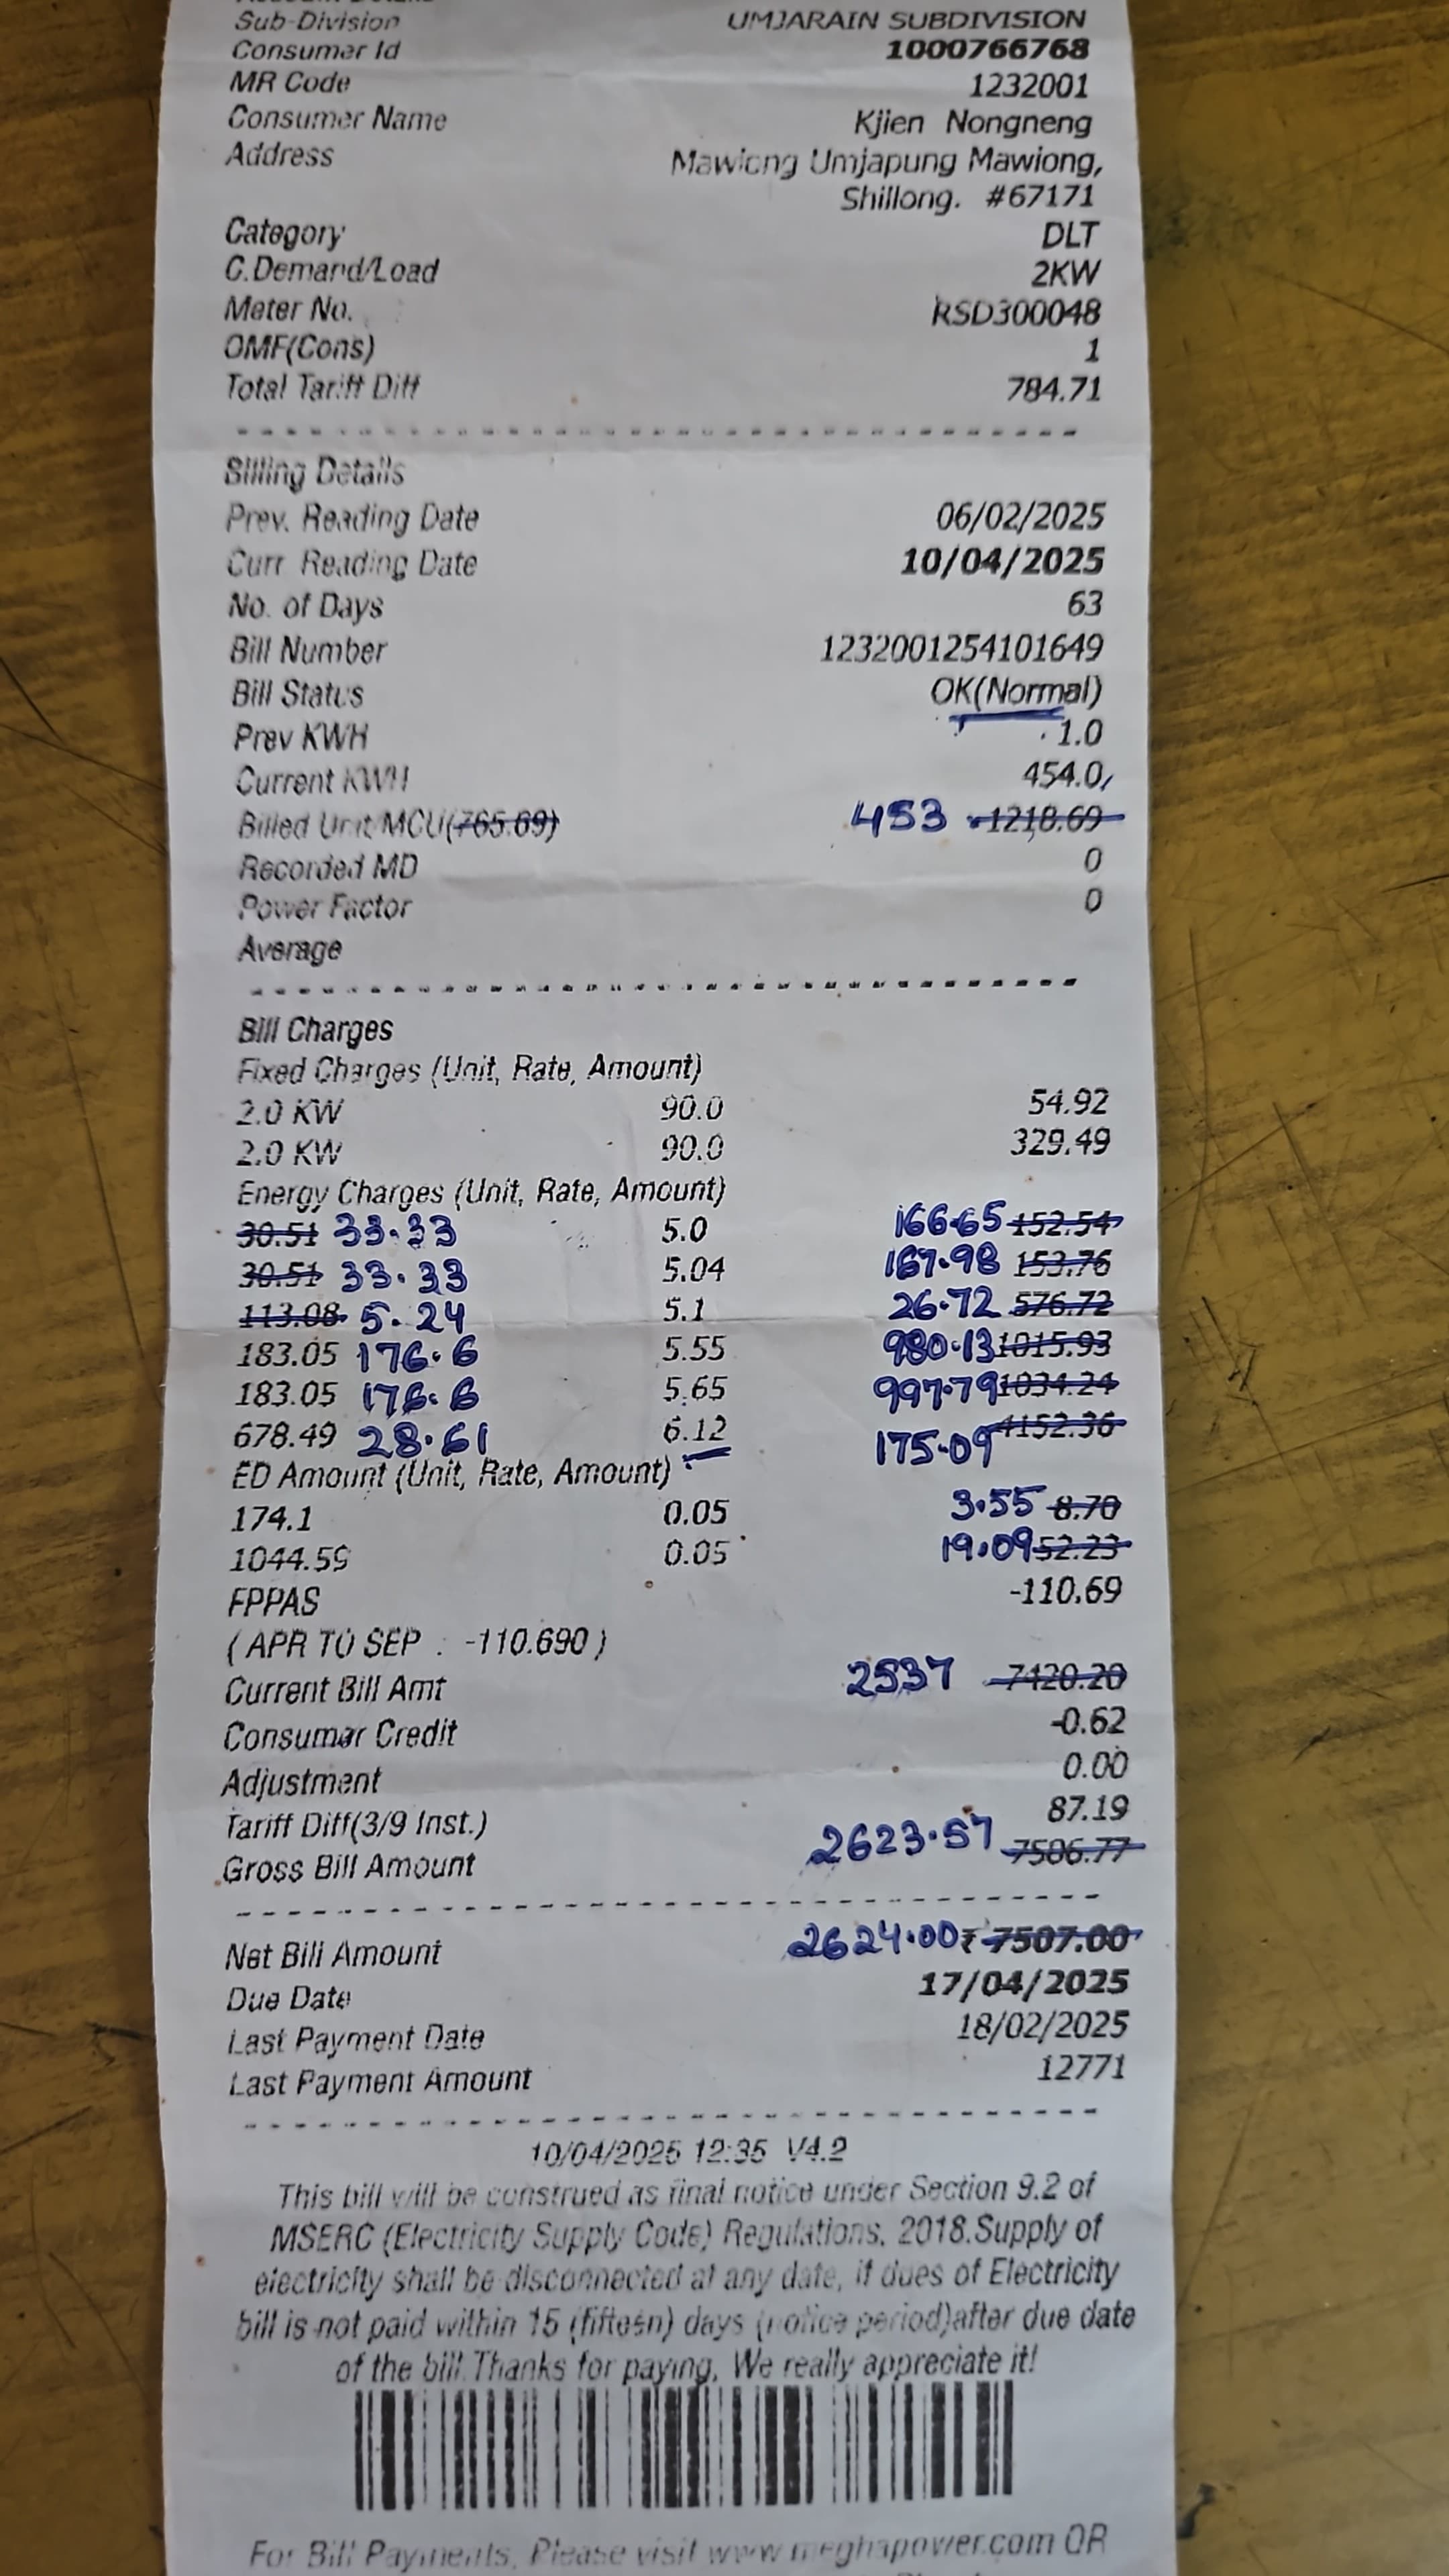 Sub-Division UMJARAIN SUBDIVISION
Consumer Id 1000766768
MR Code 1232001
Consumer Name Kjien Nongneng
Address Mawiong Umjapung Mawiong,
Shillong. #67171
Category DLT
C.Demand/Load 2KW
Meter No. RSD300048
OMF(Cons) 1
Total Tariff Diff 784.71
Billing Details
Prev. Reading Date 06/02/2025
Curr Reading Date 10/04/2025
No. of Days 63
Bill Number 1232001254101649
Bill Status OK(Normal)
Prev KWH 1.0
Current KWH 454.0
Billed Unit MCU(765.69) 453 1218.69
Recorded MD 0
Power Factor 0
Average
Bill Charges
Fixed Charges (Unit, Rate, Amount)
2.0 KW 90.0 54.92
2.0 KW 90.0 329.49
Energy Charges (Unit, Rate, Amount)
30.51 33.33 5.0 166.65 152.54
30.51 33.33 5.04 167.98 153.76
113.08 5.24 5.1 26.72 576.72
183.05 176.6 5.55 980.13 1015.93
183.05 176.6 5.65 997.79 1034.24
678.49 28.61 6.12 175.09 4152.36
ED Amount (Unit, Rate, Amount)
174.1 0.05 3.55 8.70
1044.59 0.05 19.09 52.23
FPPAS -110.69
( APR TO SEP : -110.690 )
Current Bill Amt 2537 7420.20
Consumer Credit -0.62
Adjustment 0.00
Tariff Diff(3/9 Inst.) 87.19
Gross Bill Amount 2623.57 7506.77
Net Bill Amount 2624.00 ₹ 7507.00
Due Date 17/04/2025
Last Payment Date 18/02/2025
Last Payment Amount 12771
10/04/2025 12:35 V4.2
This bill will be construed as final notice under Section 9.2 of
MSERC (Electricity Supply Code) Regulations, 2018.Supply of
electricity shall be disconnected at any date, if dues of Electricity
bill is not paid within 15 (fifteen) days (notice period)after due date
of the bill.Thanks for paying, We really appreciate it!
For Bill Payments, Please visit www.meghapower.com OR